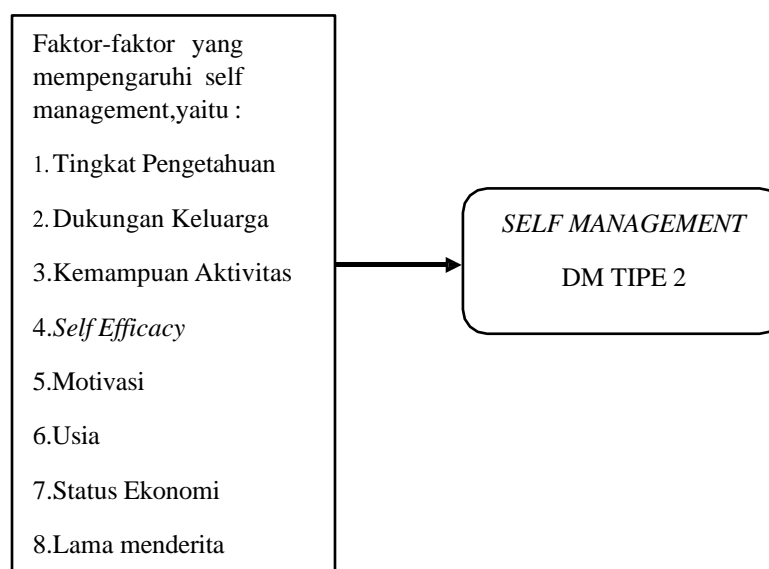 Faktor-faktor yang
mempengaruhi self
management,yaitu :
1. Tingkat Pengetahuan
2. Dukungan Keluarga
3.Kemampuan Aktivitas
4.Self Efficacy
5.Motivasi
6.Usia
7.Status Ekonomi
8.Lama menderita
SELF MANAGEMENT
DM TIPE 2